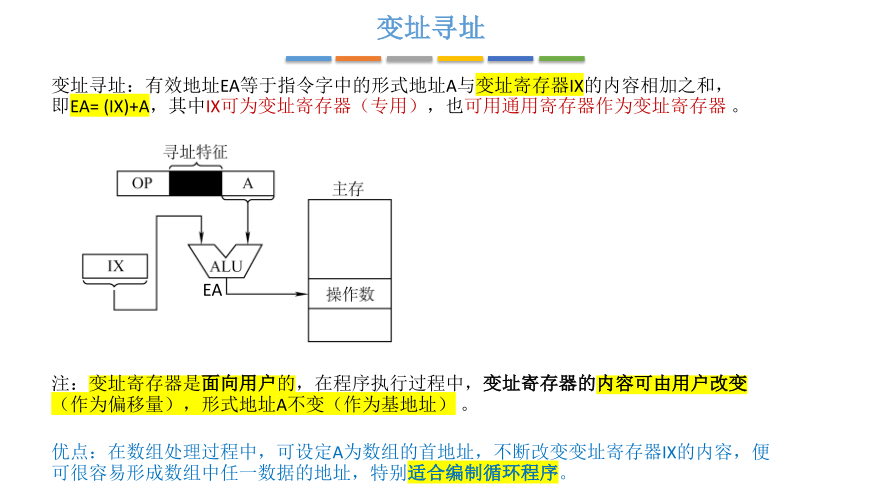 变址寻址
变址寻址：有效地址EA等于指令字中的形式地址A与变址寄存器IX的内容相加之和，
即EA= (IX)+A，其中IX可为变址寄存器（专用），也可用通用寄存器作为变址寄存器 。
寻址特征
OP
A
主存
IX
ALU
EA
操作数
注：变址寄存器是面向用户的，在程序执行过程中，变址寄存器的内容可由用户改变
（作为偏移量），形式地址A不变（作为基地址） 。
优点：在数组处理过程中，可设定A为数组的首地址，不断改变变址寄存器IX的内容，便
可很容易形成数组中任一数据的地址，特别适合编制循环程序。